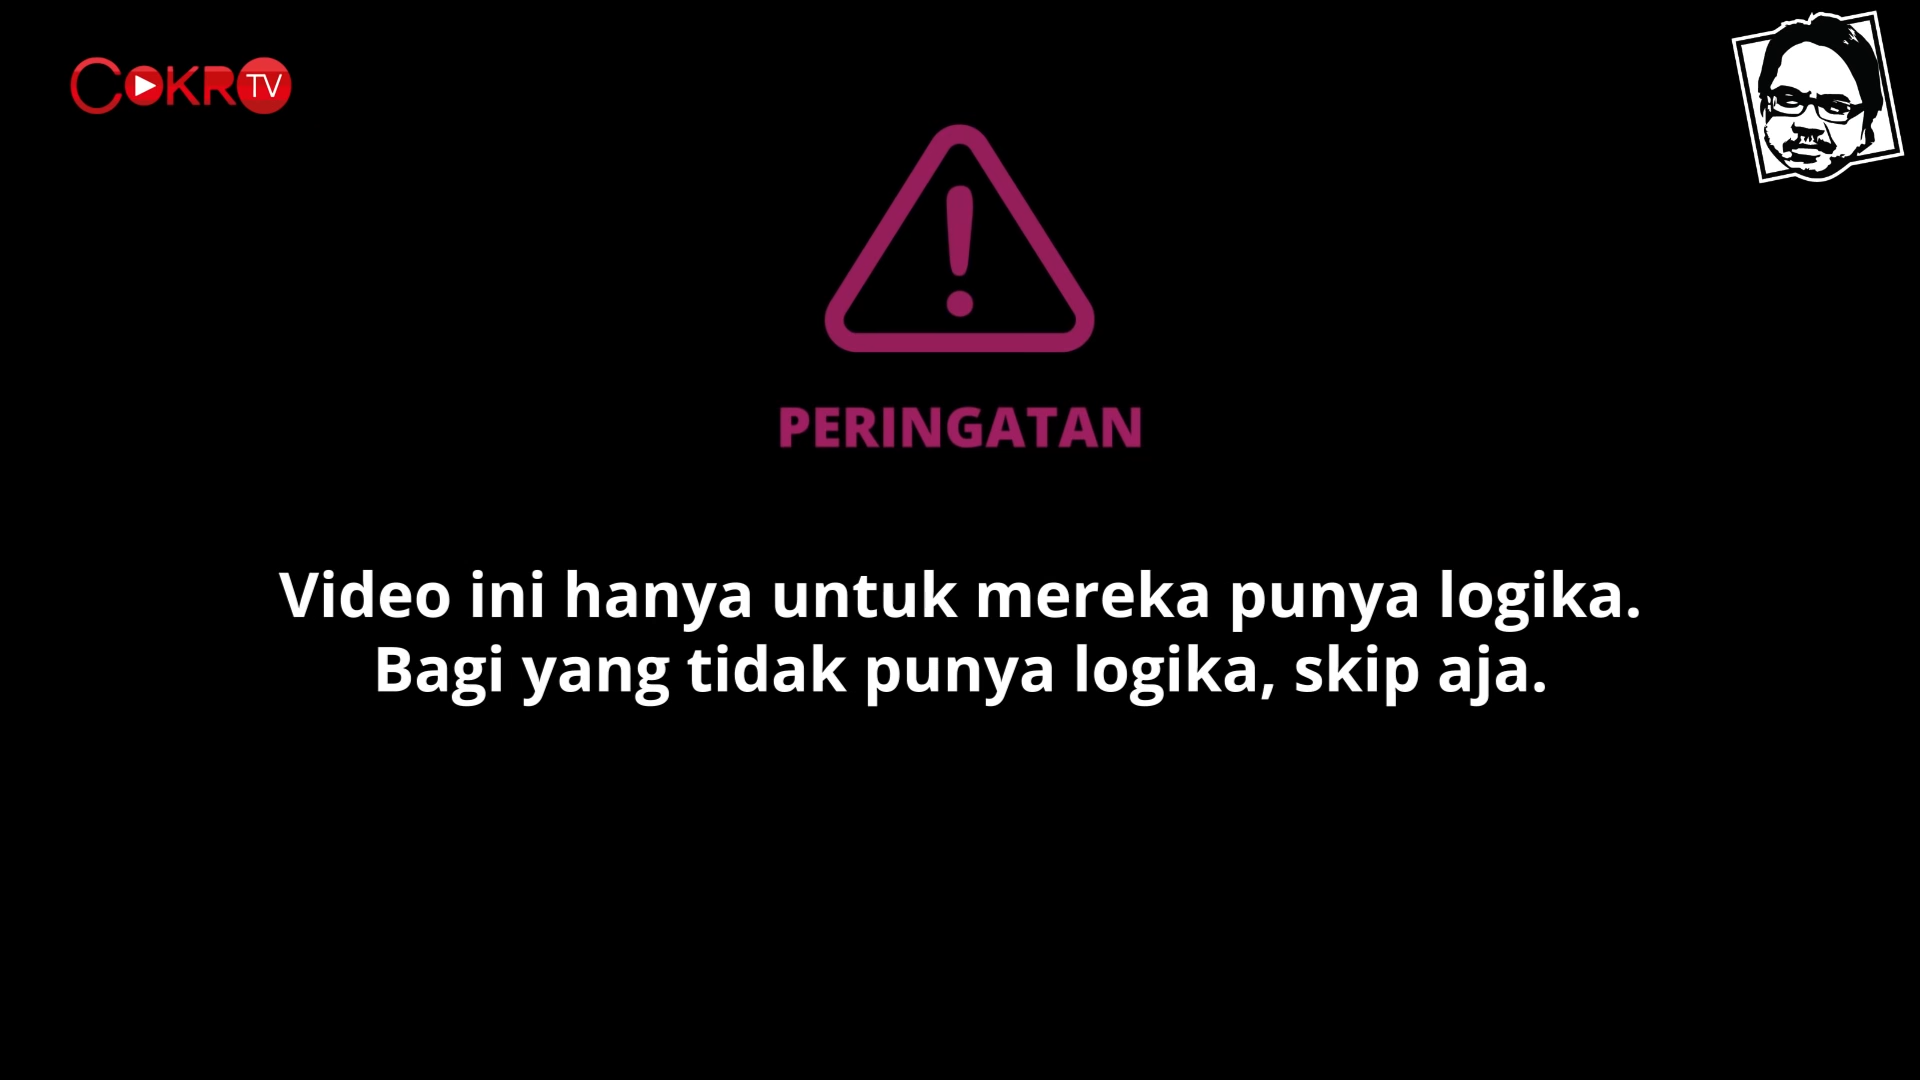 COKRO TV
PERINGATAN
Video ini hanya untuk mereka punya logika.
Bagi yang tidak punya logika, skip aja.